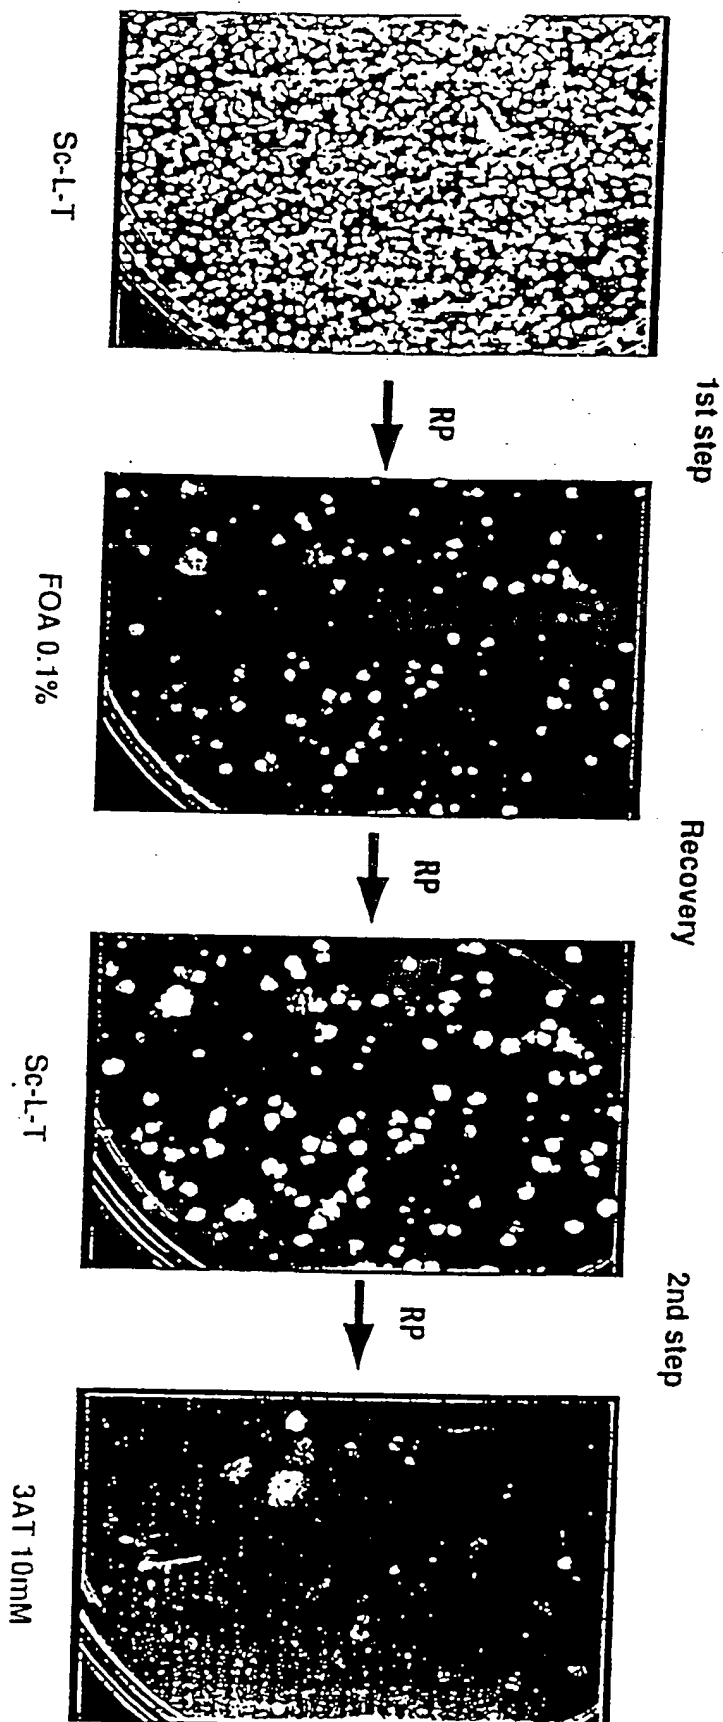 1st step
Recovery
2nd step
RP
RP
RP
Sc-L-T
FOA 0.1%
Sc-L-T
3AT 10mM